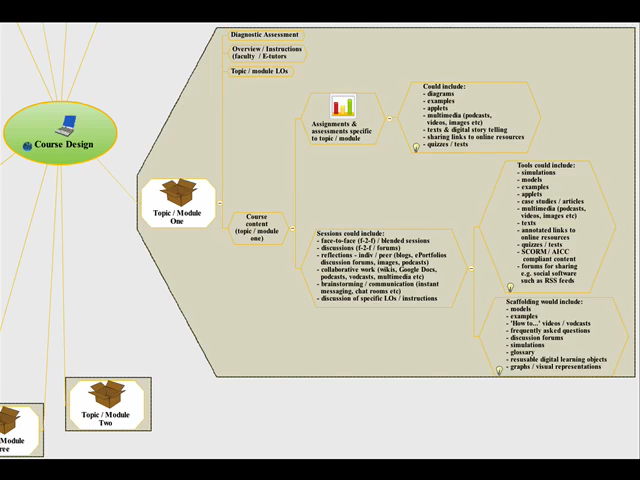 Course Design
Topic / Module
One
Diagnostic Assessment
Overview / Instructions
(faculty / E-tutors
Topic / module LOs
Course
content
(topic / module
one)
Assignments &
assessments specific
to topic / module
Could include:
- diagrams
- examples
- applets
- multimedia (podcasts,
videos, images etc)
- texts & digital story telling
- sharing links to online resources
- quizzes / tests
Sessions could include:
- face-to-face (f-2-f) / blended sessions
- discussions (f-2-f / forums)
- reflections - indiv / peer (blogs, ePortfolios
discussion forums, images, podcasts)
- collaborative work (wikis, Google Docs,
podcasts, vodcasts, multimedia etc)
- brainstorming / communication (instant
messaging, chat rooms etc)
- discussion of specific LOs / instructions
Tools could include:
- simulations
- models
- examples
- applets
- case studies / articles
- multimedia (podcasts,
videos, images etc)
- texts
- annotated links to
online resources
- quizzes / tests
- SCORM / AICC
compliant content
- forums for sharing
e.g. social software
such as RSS feeds
Scaffolding would include:
- models
- examples
- 'How to...' videos / vodcasts
- frequently asked questions
- discussion forums
- simulations
- glossary
- resusable digital learning objects
- graphs / visual representations
Topic / Module
Two
Module
ree